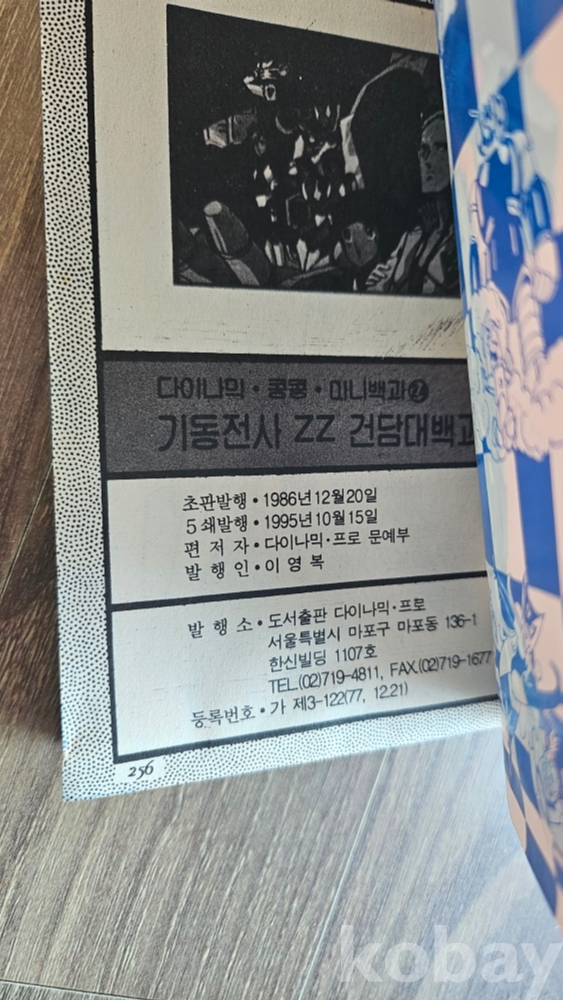 다이나믹 • 콩콩 • 미니백과
기동전사 ZZ 건담대백과
초판발행 • 1986년 12월 20일
5쇄발행 • 1995년 10월 15일
편 저 자 • 다이나믹·프로 문예부
발 행 인 • 이 영 복
발 행 소 • 도서출판 다이나믹·프로
서울특별시 마포구 마포동 136-1
한신빌딩 1107호
TEL.(02)719-4811, FAX.(02)719-1677
등록번호 • 가 제3-122(77, 12.21)
256
kobay